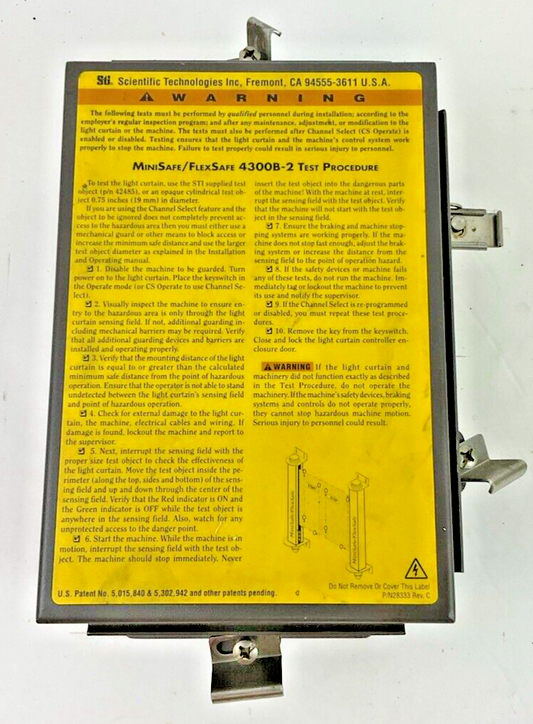 STi. Scientific Technologies Inc, Fremont, CA 94555-3611 U.S.A.
WARNING
The following tests must be performed by qualified personnel during installation; according to the
employer's regular inspection program; and after any maintenance, adjustment, or modification to the
light curtain or the machine. The tests must also be performed after Channel Select (CS Operate) is
enabled or disabled. Testing ensures that the light curtain and the machine's control system work
properly to stop the machine. Failure to test properly could result in serious injury to personnel.
MINISAFE/FLEXSAFE 4300B-2 TEST PROCEDURE
To test the light curtain, use the STI supplied test
object (p/n 42485), or an opaque cylindrical test ob-
ject 0.75 inches (19 mm) in diameter.
If you are using the Channel Select feature and the
object to be ignored does not completely prevent ac-
cess to the hazardous area then you must either use a
mechanical guard or other means to block access or
increase the minimum safe distance and use the larger
test object diameter as explained in the Installation
and Operating manual.
☑ 1. Disable the machine to be guarded. Turn
power on to the light curtain. Place the keyswitch in
the Operate mode (or CS Operate to use Channel Se-
lect).
☑ 2. Visually inspect the machine to ensure en-
try to the hazardous area is only through the light
curtain sensing field. If not, additional guarding in-
cluding mechanical barriers may be required. Verify
that all additional guarding devices and barriers are
installed and operating properly.
☑ 3. Verify that the mounting distance of the light
curtain is equal to or greater than the calculated
minimum safe distance from the point of hazardous
operation. Ensure that the operator is not able to stand
undetected between the light curtain's sensing field
and point of hazardous operation.
☑ 4. Check for external damage to the light cur-
tain, the machine, electrical cables and wiring. If
damage is found, lockout the machine and report to
the supervisor.
☑ 5. Next, interrupt the sensing field with the
proper size test object to check the effectiveness of
the light curtain. Move the test object inside the pe-
rimeter (along the top, sides and bottom) of the sens-
ing field and up and down through the center of the
sensing field. Verify that the Red indicator is ON and
the Green indicator is OFF while the test object is
anywhere in the sensing field. Also, watch for any
unprotected access to the danger point.
☑ 6. Start the machine. While the machine is in
motion, interrupt the sensing field with the test ob-
ject. The machine should stop immediately. Never
insert the test object into the dangerous parts
of the machine! With the machine at rest, inter-
rupt the sensing field with the test object. Verify
that the machine will not start with the test ob-
ject in the sensing field.
☑ 7. Ensure the braking and machine stop-
ping systems are working properly. If the ma-
chine does not stop fast enough, adjust the brak-
ing system or increase the distance from the
sensing field to the point of operation hazard.
☑ 8. If the safety devices or machine fails
any of these tests, do not run the machine. Im-
mediately tag or lockout the machine to prevent
its use and notify the supervisor.
☑ 9. If the Channel Select is re-programmed
or disabled, you must repeat these test proce-
dures.
☑ 10. Remove the key from the keyswitch.
Close and lock the light curtain controller en-
closure door.
WARNING If the light curtain and
machinery did not function exactly as described
in the Test Procedure, do not operate the
machinery. If the machine's safety devices, braking
systems and controls do not operate properly,
they cannot stop hazardous machine motion.
Serious injury to personnel could result.
MiniSafe/FlexSafe
MiniSafe/FlexSafe
Do Not Remove Or Cover This Label
P/N28333 Rev. C
U.S. Patent No. 5,015,840 & 5,302,942 and other patents pending.